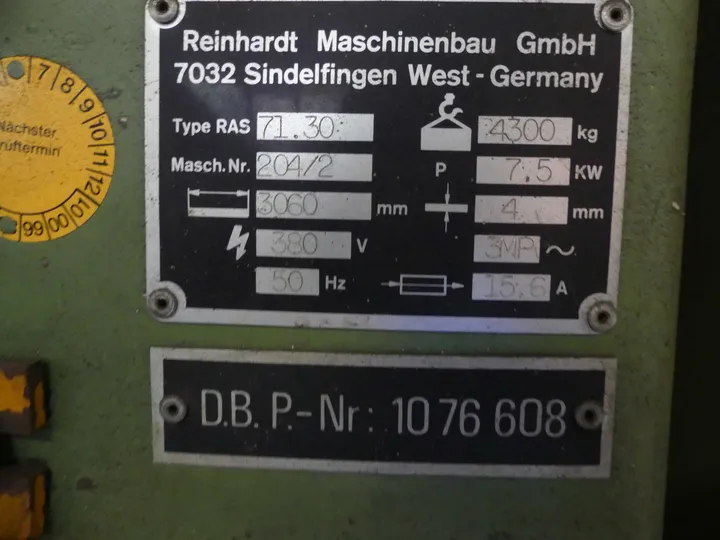 Reinhardt Maschinenbau GmbH
7032 Sindelfingen West-Germany
Type RAS 71.30 4300 kg
Masch. Nr. 204/2 P 7,5 KW
3060 mm 4 mm
380 V 3MP ~
50 Hz 15,6 A
D.B.P.-Nr: 10 76 608
7 8 9 10 11 12
Nächster
rüftermin
99 00 01